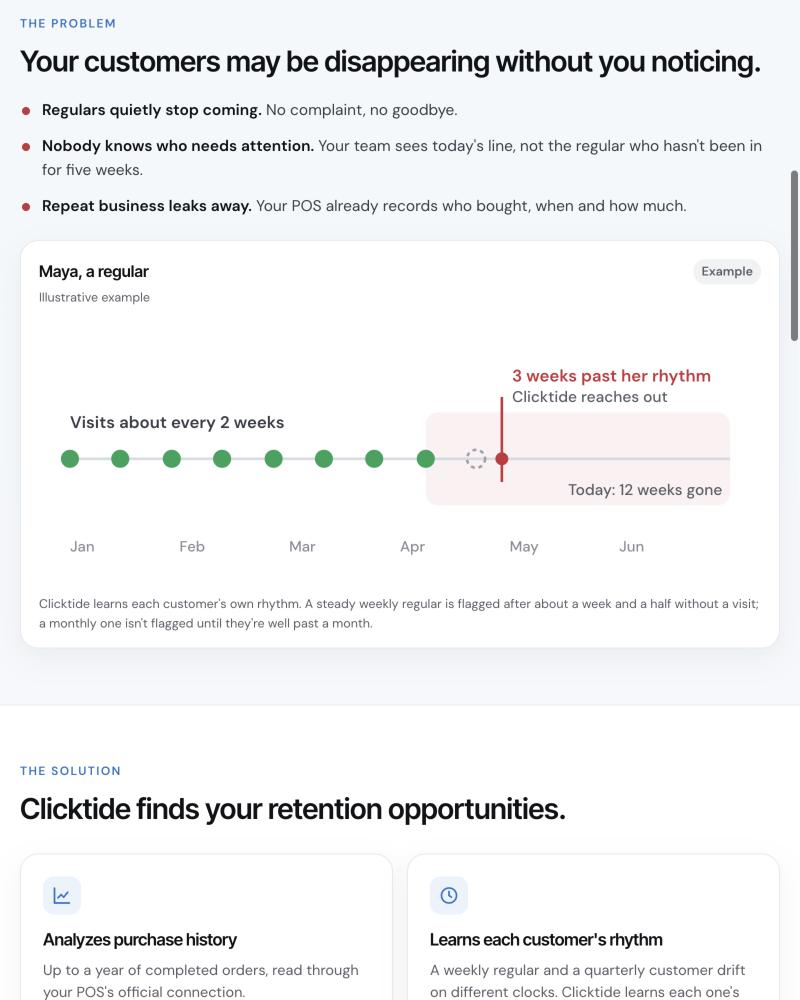 THE PROBLEM
Your customers may be disappearing without you noticing.
Regulars quietly stop coming. No complaint, no goodbye.
Nobody knows who needs attention. Your team sees today's line, not the regular who hasn't been in
for five weeks.
Repeat business leaks away. Your POS already records who bought, when and how much.
Maya, a regular
Example
Illustrative example
3 weeks past her rhythm
Clicktide reaches out
Visits about every 2 weeks
Today: 12 weeks gone
Jan Feb Mar Apr May Jun
Clicktide learns each customer's own rhythm. A steady weekly regular is flagged after about a week and a half without a visit;
a monthly one isn't flagged until they're well past a month.
THE SOLUTION
Clicktide finds your retention opportunities.
Analyzes purchase history
Up to a year of completed orders, read through
your POS's official connection.
Learns each customer's rhythm
A weekly regular and a quarterly customer drift
on different clocks. Clicktide learns each one's